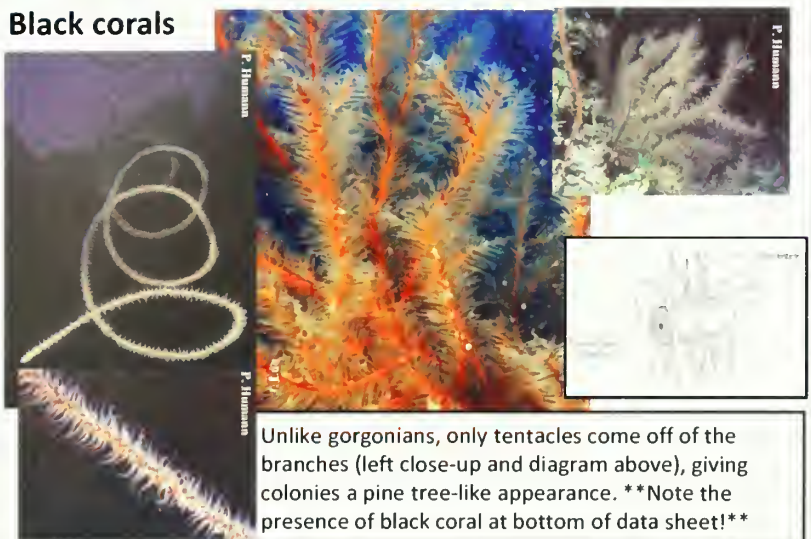 Black corals
P. Humann
P. Humann
P. Humann
Unlike gorgonians, only tentacles come off of the
branches (left close-up and diagram above), giving
colonies a pine tree-like appearance. **Note the
presence of black coral at bottom of data sheet!**